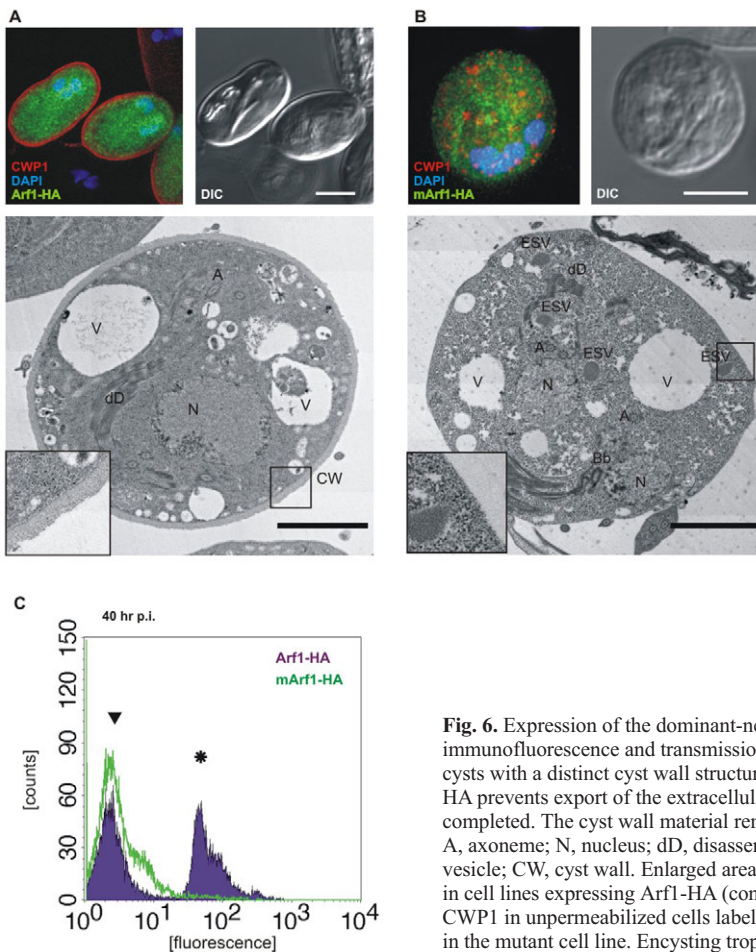 A
CWP1
DAPI
Arf1-HA
DIC
B
CWP1
DAPI
mArf1-HA
DIC
A
V
dD
N
V
CW
ESV
dD
ESV
A
ESV
ESV
N
V
V
A
Bb
N
C
40 hr p.i.
150
120
90
60
30
0
[counts]
Arf1-HA
mArf1-HA
*
10^0 10^1 10^2 10^3 10^4
[fluorescence]
Fig. 6. Expression of the dominant-ne
immunofluorescence and transmission
cysts with a distinct cyst wall structur
HA prevents export of the extracellul
completed. The cyst wall material ren
A, axoneme; N, nucleus; dD, disassen
vesicle; CW, cyst wall. Enlarged area
in cell lines expressing Arf1-HA (con
CWP1 in unpermeabilized cells label
in the mutant cell line. Encysting trop